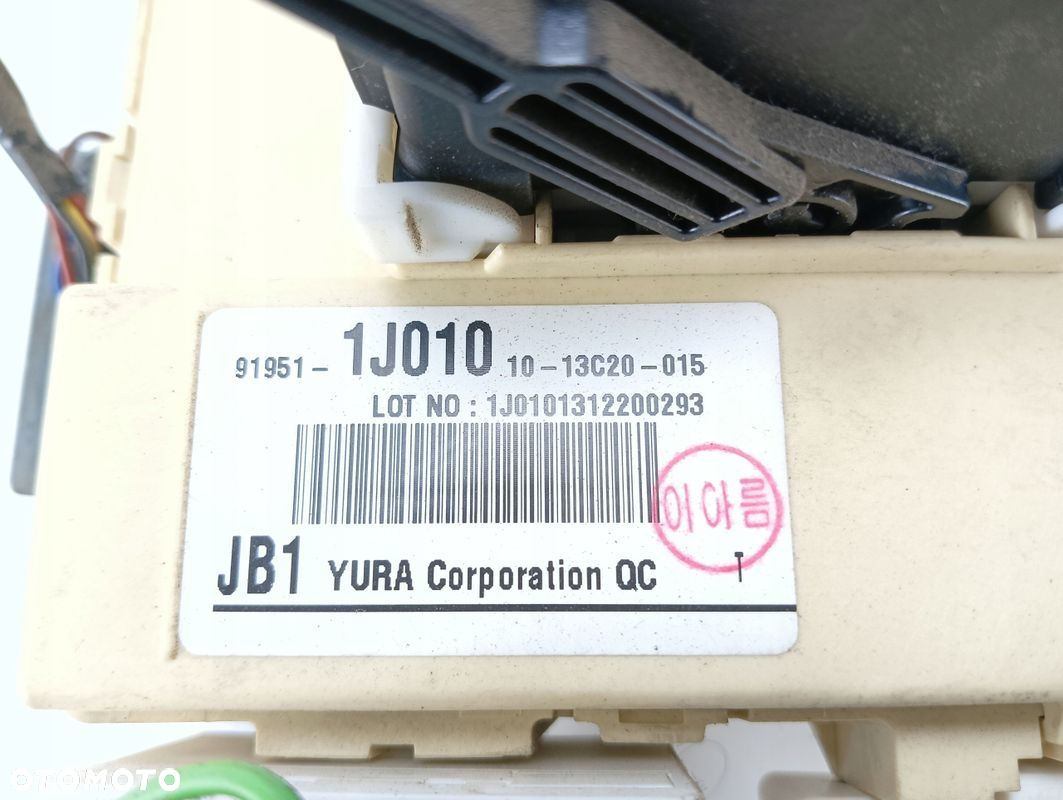 91951- 1J010 10-13C20-015
LOT NO : 1J0101312200293
이아름
JB1 YURA Corporation QC T
OTOMOTO